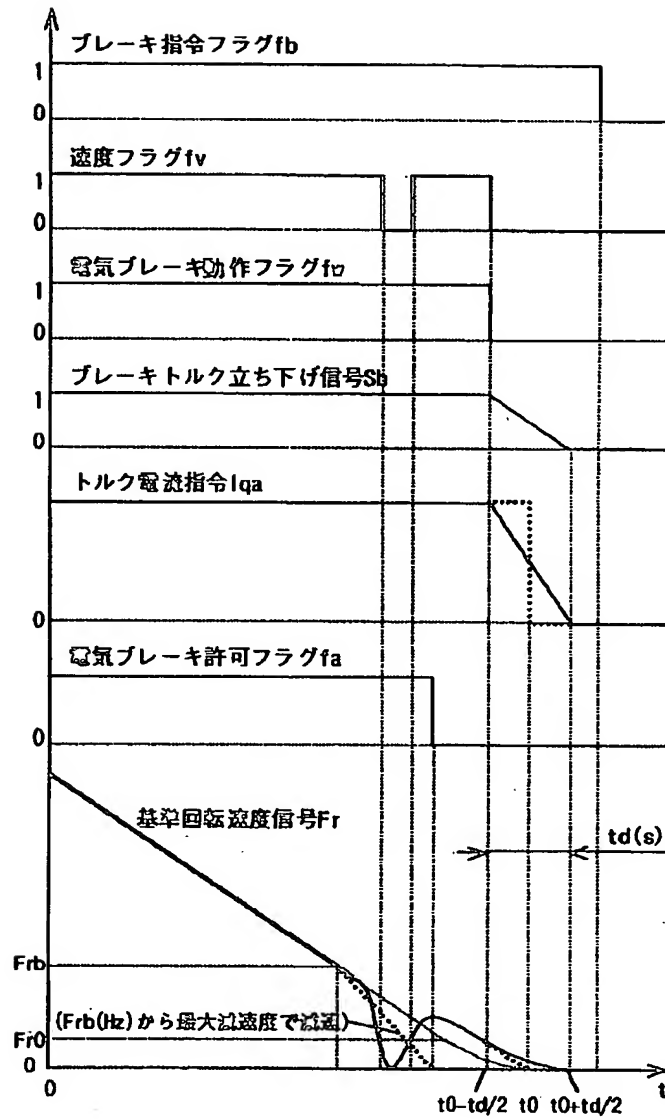 ブレーキ指令フラグfb
1
0
速度フラグfv
1
0
電気ブレーキ動作フラグ
1
0
ブレーキトルク立ち下げ信号Sb
1
0
トルク電流指令Iqa
0
電気ブレーキ許可フラグfa
0
基準回転速度信号Fr
td(s)
Frb
(Frb(Hz)から最大減速度で減速)
Fr0
0
0
t0-td/2
t0
t0+td/2
t